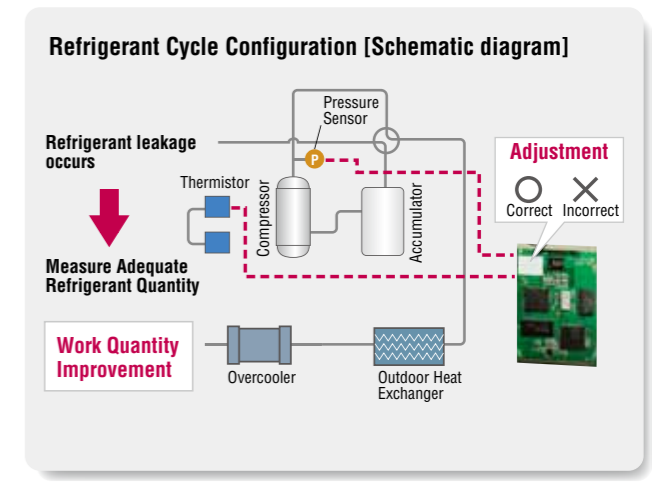 Refrigerant Cycle Configuration [Schematic diagram]
Pressure
Sensor
Refrigerant leakage
occurs
P
Adjustment
Correct Incorrect
Thermistor
Compressor
Accumulator
Measure Adequate
Refrigerant Quantity
Work Quantity
Improvement
Overcooler
Outdoor Heat
Exchanger